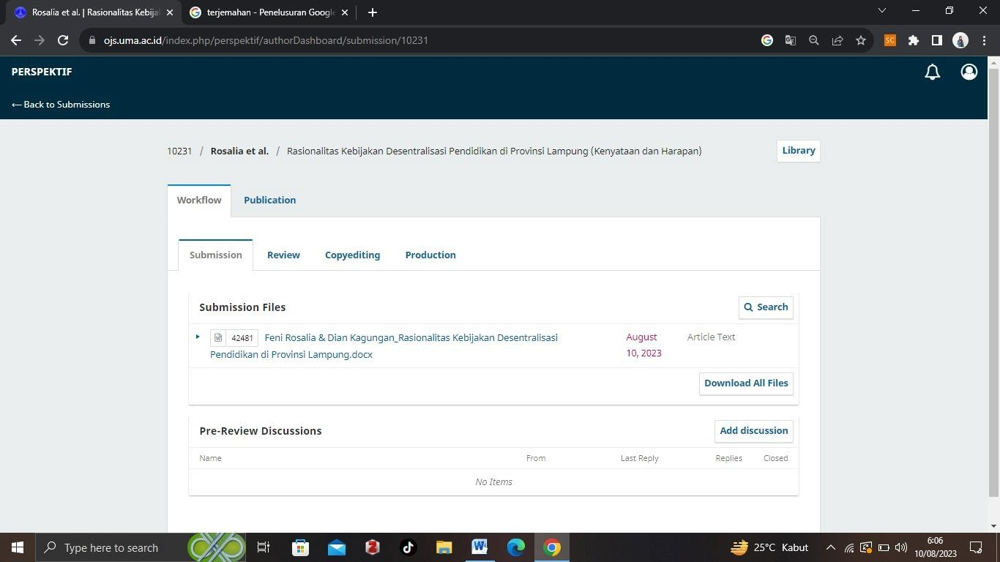 Rosalia et al. | Rasionalitas Kebija
terjemahan - Penelusuran Google
ojs.uma.ac.id/index.php/perspektif/authorDashboard/submission/10231
SC
PERSPEKTIF
← Back to Submissions
10231 / Rosalia et al. / Rasionalitas Kebijakan Desentralisasi Pendidikan di Provinsi Lampung (Kenyataan dan Harapan)
Library
Workflow Publication
Submission Review Copyediting Production
Submission Files
Search
42481 Feni Rosalia & Dian Kagungan_Rasionalitas Kebijakan Desentralisasi
Pendidikan di Provinsi Lampung.docx
August
10, 2023
Article Text
Download All Files
Pre-Review Discussions
Add discussion
Name From Last Reply Replies Closed
No Items
Type here to search
25°C Kabut
6:06
10/08/2023